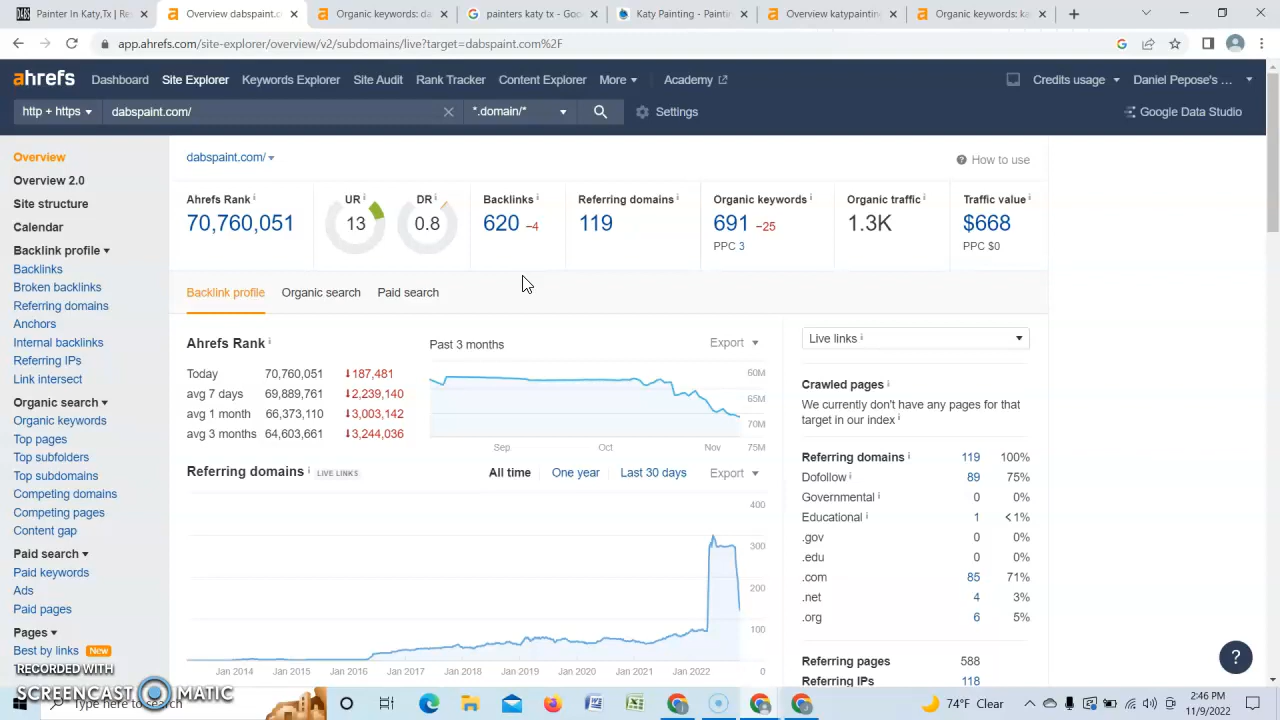 Painter In Katy,Tx | Res
Overview dabspaint.c
Organic keywords: da
painters katy tx - Goo
Katy Painting - Paintin
Overview katypainting
Organic keywords: ka
app.ahrefs.com/site-explorer/overview/v2/subdomains/live?target=dabspaint.com%2F
ahrefs Dashboard Site Explorer Keywords Explorer Site Audit Rank Tracker Content Explorer More Academy Credits usage Daniel Pepose's ...
http + https dabspaint.com/ *.domain/* Settings Google Data Studio
Overview
Overview 2.0
Site structure
Calendar
Backlink profile
Backlinks
Broken backlinks
Referring domains
Anchors
Internal backlinks
Referring IPs
Link intersect
Organic search
Organic keywords
Top pages
Top subfolders
Top subdomains
Competing domains
Competing pages
Content gap
Paid search
Paid keywords
Ads
Paid pages
Pages
Best by links New
dabspaint.com/ How to use
Ahrefs Rank UR DR Backlinks Referring domains Organic keywords Organic traffic Traffic value
70,760,051 13 0.8 620 -4 119 691 -25 1.3K $668
PPC 3 PPC $0
Backlink profile Organic search Paid search
Ahrefs Rank
Today 70,760,051 187,481
avg 7 days 69,889,761 2,239,140
avg 1 month 66,373,110 3,003,142
avg 3 months 64,603,661 3,244,036
Past 3 months Export
60M
65M
70M
75M
Sep Oct Nov
Referring domains LIVE LINKS All time One year Last 30 days Export
400
300
200
100
0
Jan 2014 Jan 2015 Jan 2016 Jan 2017 Jan 2018 Jan 2019 Jan 2020 Jan 2021 Jan 2022
Live links
Crawled pages
We currently don't have any pages for that
target in our index
Referring domains 119 100%
Dofollow 89 75%
Governmental 0 0%
Educational 1 <1%
.gov 0 0%
.edu 0 0%
.com 85 71%
.net 4 3%
.org 6 5%
Referring pages 588
Referring IPs 118
?
RECORDED WITH
SCREENCAST MATIC
Type here to search
74°F Clear
2:46 PM
11/9/2022